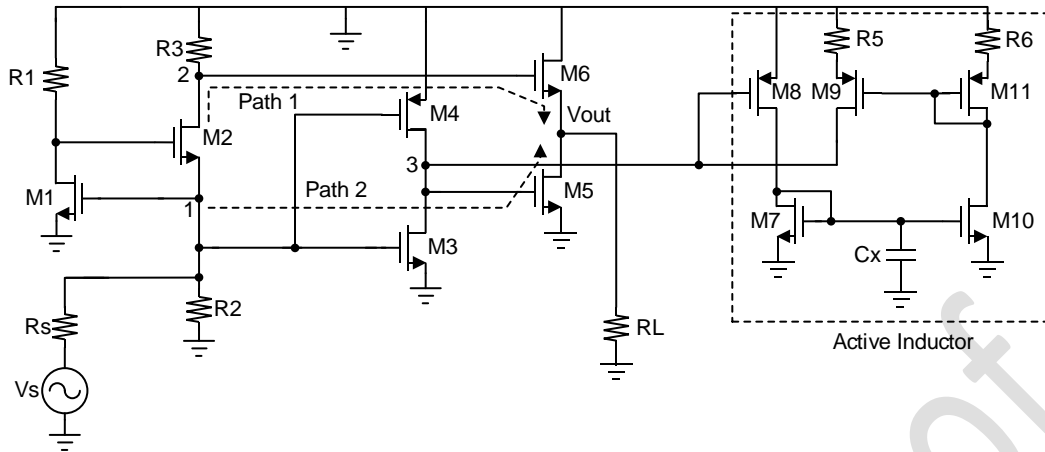 R3
R5
R6
R1
2
M6
M8
M9
M11
Path 1
M4
Vout
M2
3
M1
1
Path 2
M5
M7
M10
M3
Cx
R2
Rs
RL
Active Inductor
Vs
of